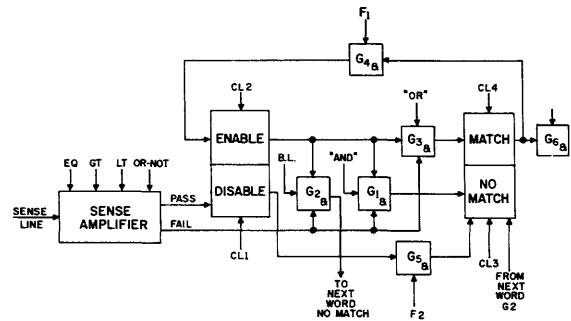 F1
G4
&
CL2
"OR"
CL4
ENABLE
G3
&
MATCH
G6
&
EQ GT LT OR-NOT
B.L.
"AND"
DISABLE
G2
&
G1
&
NO
MATCH
PASS
SENSE
LINE
SENSE
AMPLIFIER
FAIL
CL1
G5
&
CL3
FROM
NEXT
WORD
G2
TO
NEXT
WORD
NO MATCH
F2